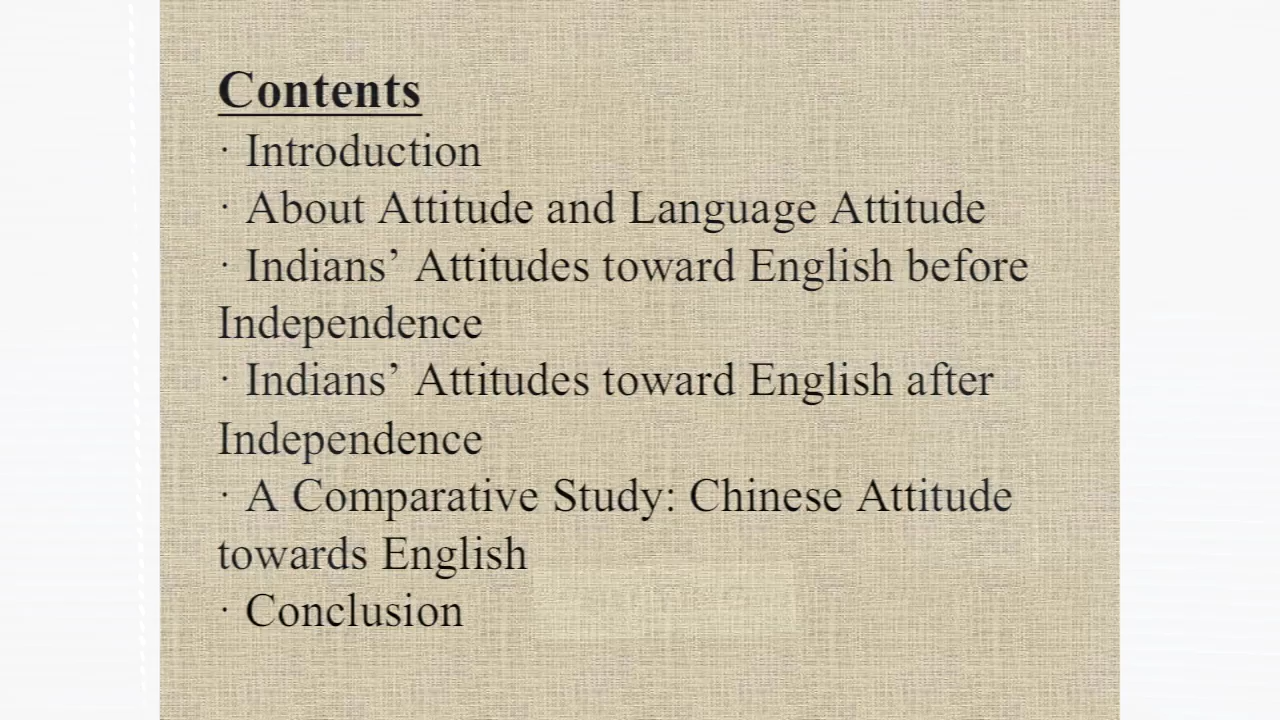 Contents
· Introduction
· About Attitude and Language Attitude
· Indians’ Attitudes toward English before
Independence
· Indians’ Attitudes toward English after
Independence
· A Comparative Study: Chinese Attitude
towards English
· Conclusion